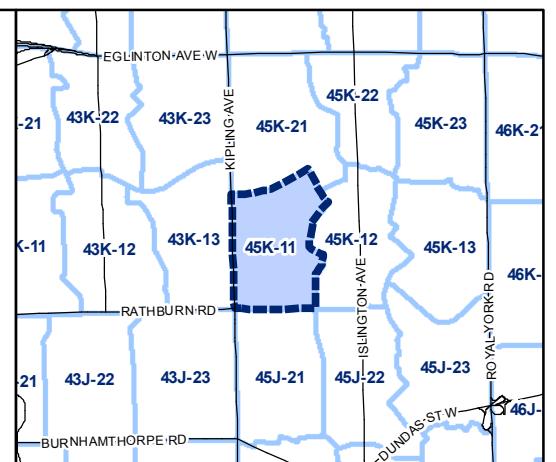 EGLINTON AVE W
45K-22
-21
43K-22
43K-23
KIPLING AVE
45K-21
45K-23
46K-21
K-11
43K-12
43K-13
45K-11
45K-12
45K-13
46K-
ISLINGTON AVE
ROYAL YORK RD
RATHBURN RD
21
43J-22
43J-23
45J-21
45J-22
45J-23
46J-
DUNDAS ST W
BURNHAMTHORPE RD